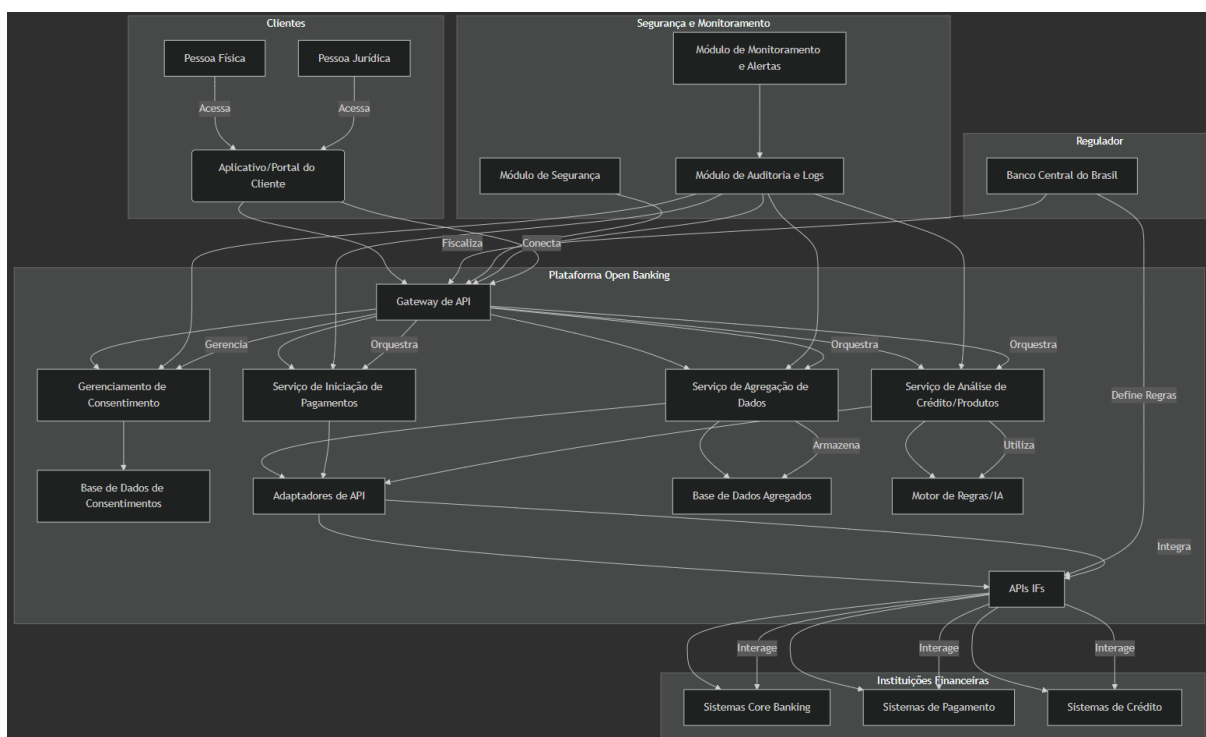 Clientes
Segurança e Monitoramento
Pessoa Física
Pessoa Jurídica
Módulo de Monitoramento
e Alertas
Acessa
Acessa
Regulador
Aplicativo/Portal do
Cliente
Módulo de Segurança
Módulo de Auditoria e Logs
Banco Central do Brasil
Fiscaliza
Conecta
Plataforma Open Banking
Gateway de API
Gerencia
Orquestra
Orquestra
Orquestra
Gerenciamento de
Consentimento
Serviço de Iniciação de
Pagamentos
Serviço de Agregação de
Dados
Serviço de Análise de
Crédito/Produtos
Define Regras
Armazena
Utiliza
Base de Dados de
Consentimentos
Adaptadores de API
Base de Dados Agregados
Motor de Regras/IA
Integra
APIs IFs
Interage
Interage
Interage
Instituições Financeiras
Sistemas Core Banking
Sistemas de Pagamento
Sistemas de Crédito